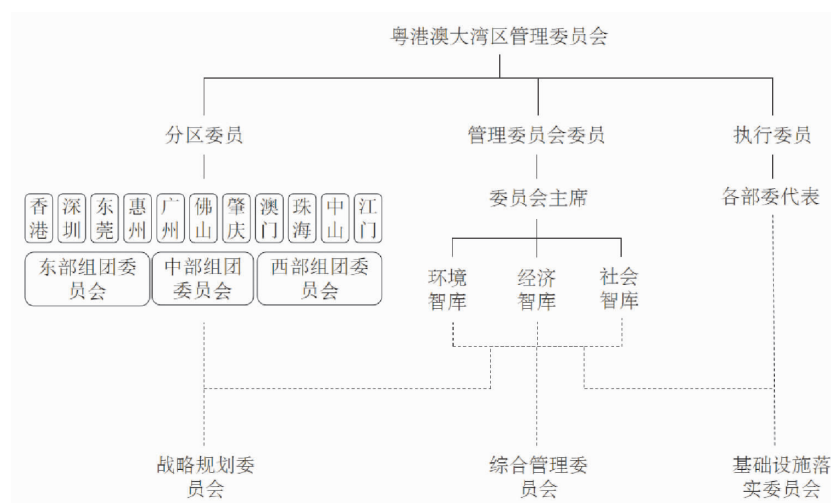 粤港澳大湾区管理委员会
分区委员
管理委员会委员
执行委员
香港
深圳
东莞
惠州
广州
佛山
肇庆
澳门
珠海
中山
江门
委员会主席
各部委代表
东部组团委
员会
中部组团
委员会
西部组团委
员会
环境
智库
经济
智库
社会
智库
战略规划委
员会
综合管理委
员会
基础设施落
实委员会